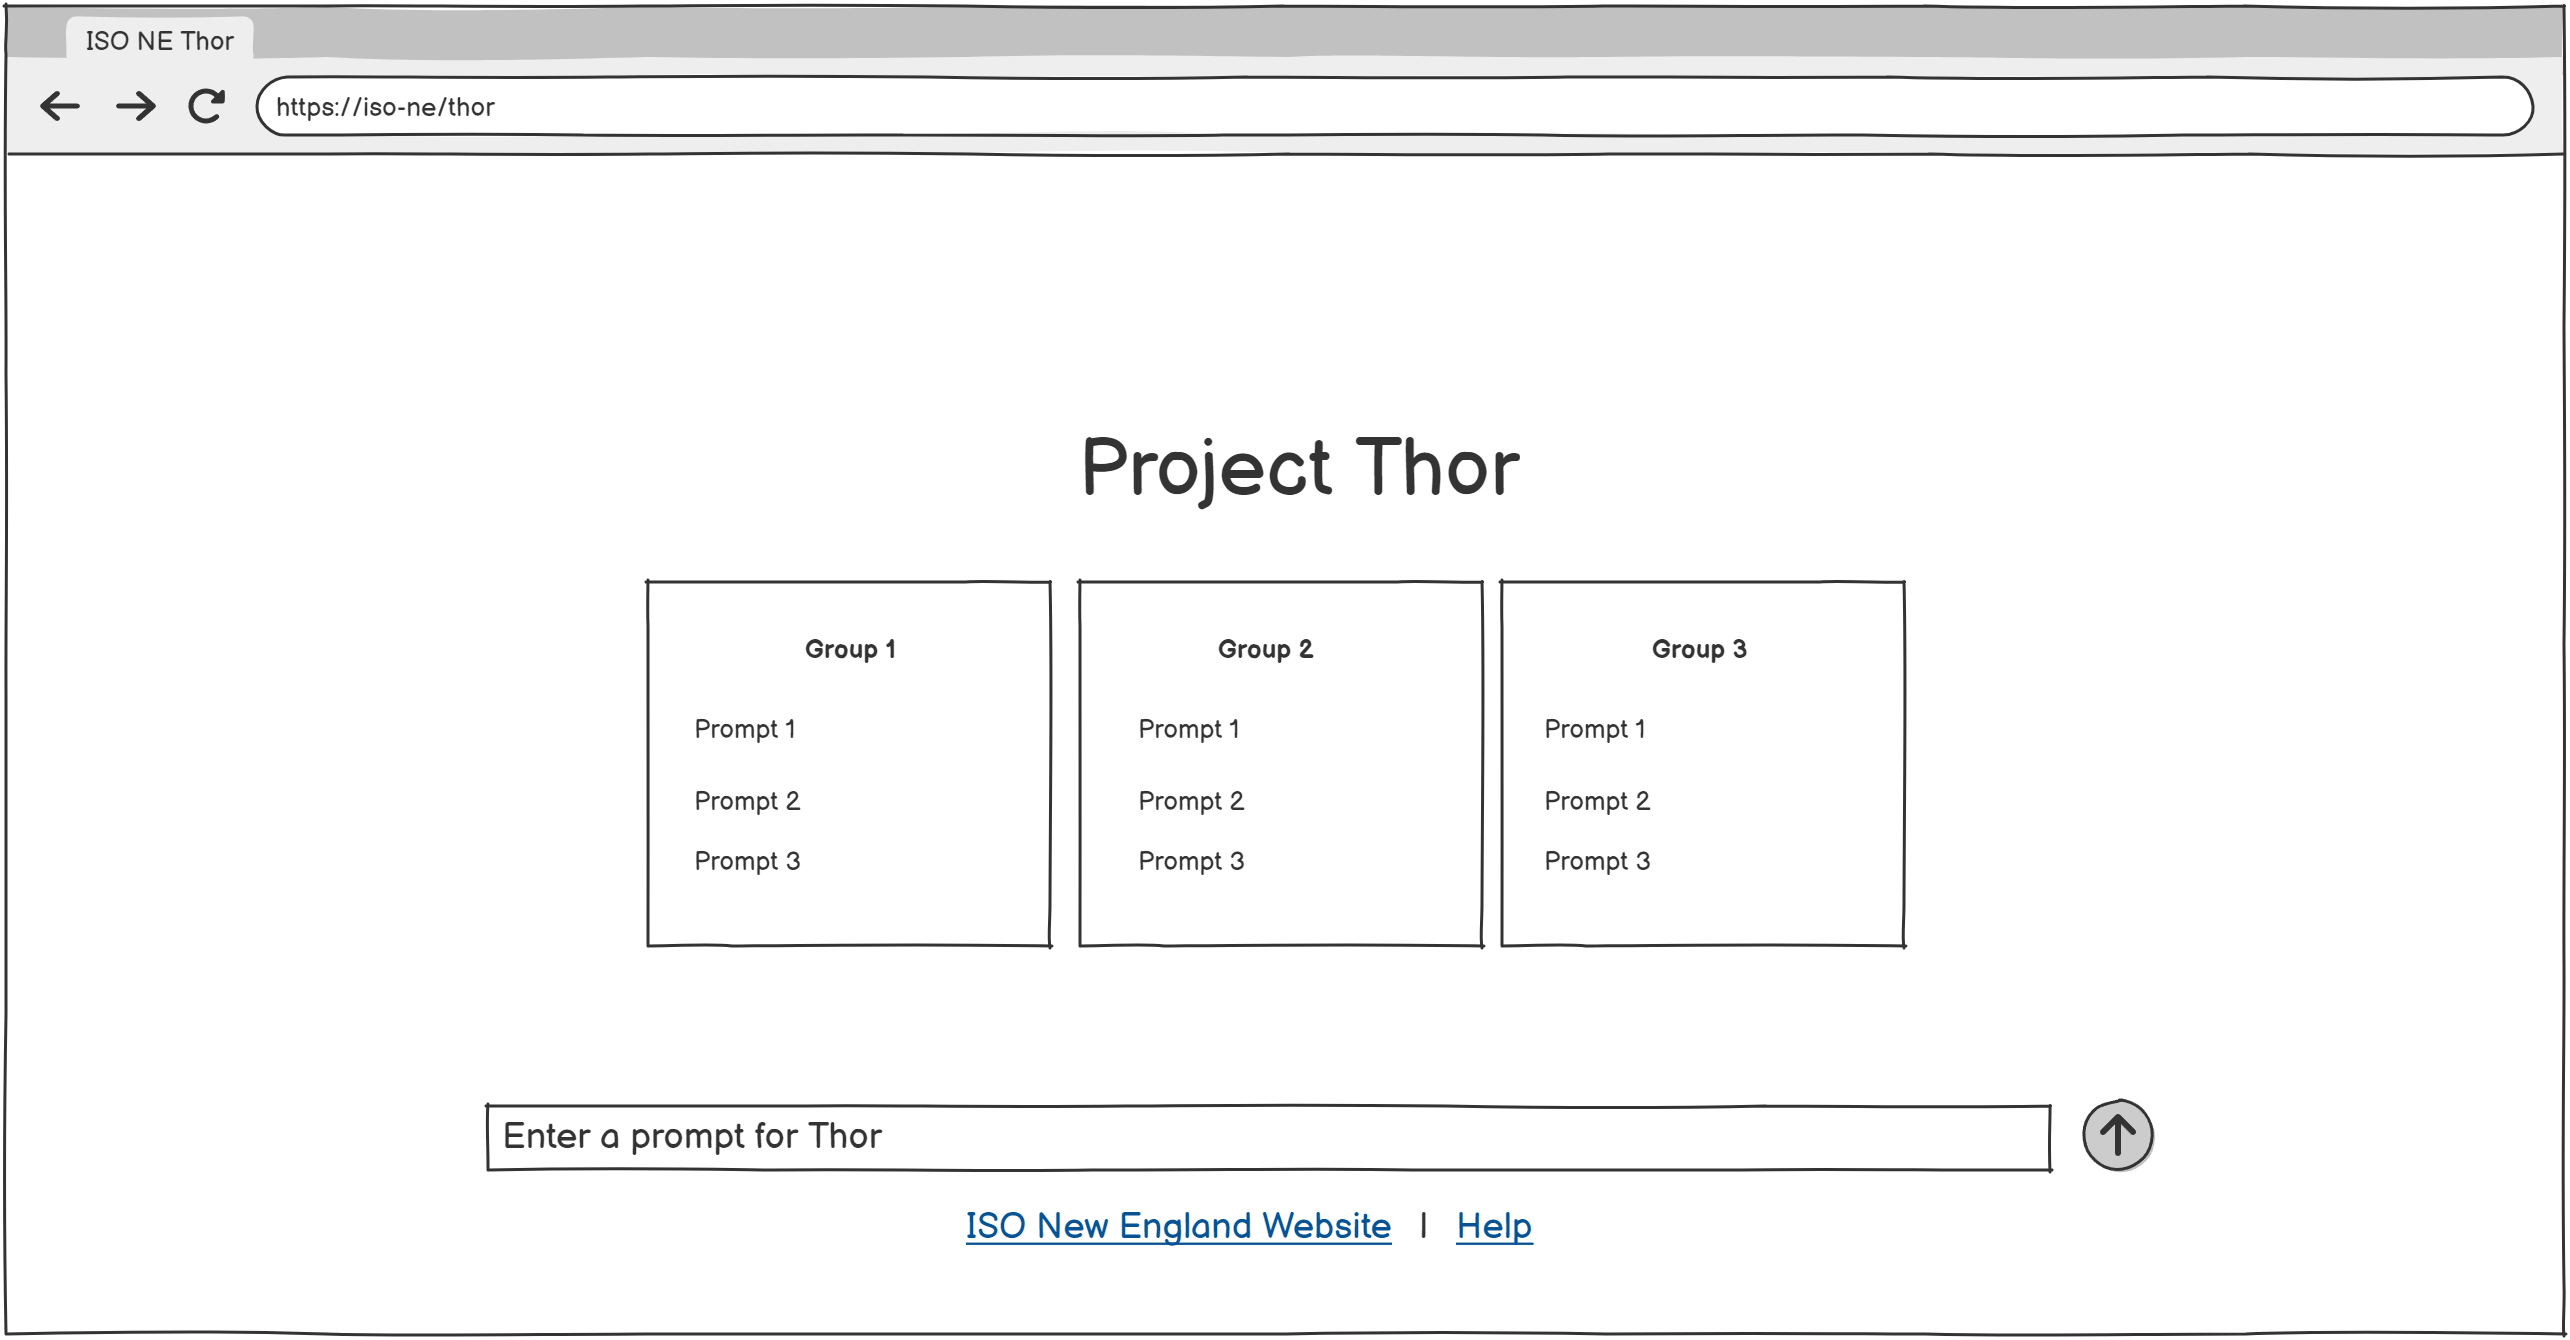 ISO NE Thor
https://iso-ne/thor
Project Thor
Group 1
Prompt 1
Prompt 2
Prompt 3
Group 2
Prompt 1
Prompt 2
Prompt 3
Group 3
Prompt 1
Prompt 2
Prompt 3
Enter a prompt for Thor
ISO New England Website | Help